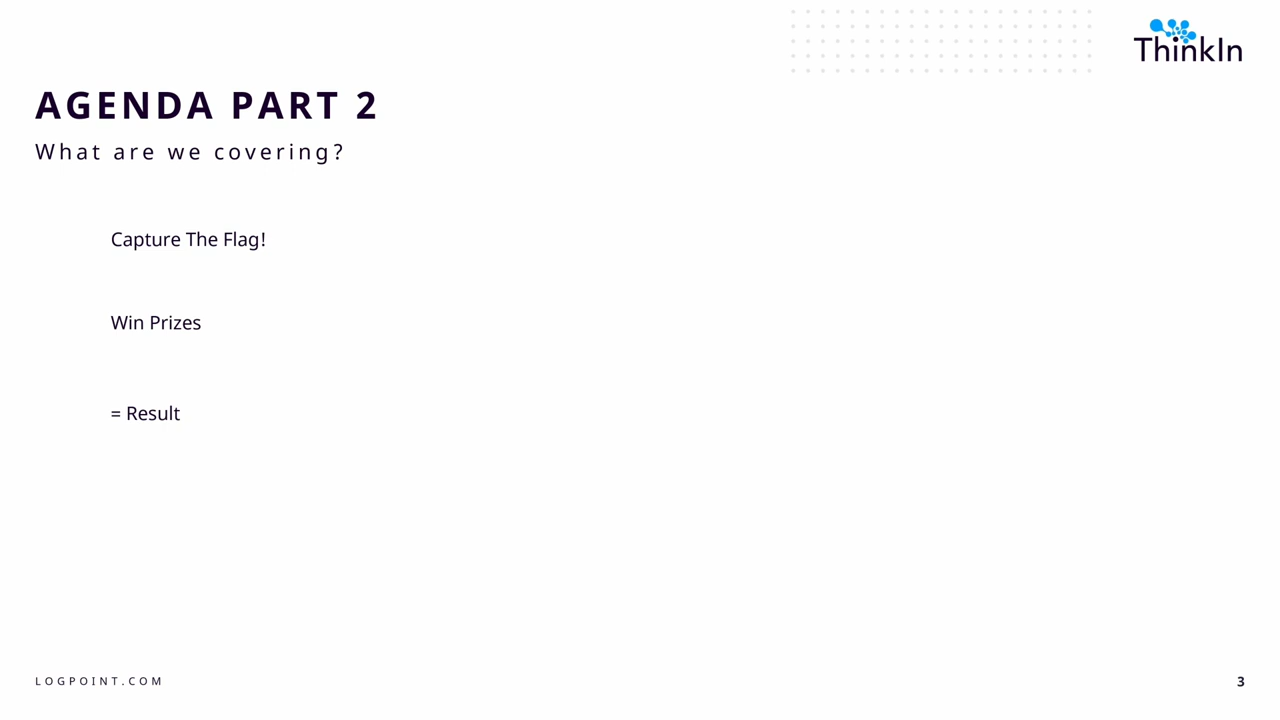 ThinkIn
AGENDA PART 2
What are we covering?
Capture The Flag!
Win Prizes
= Result
LOGPOINT.COM
3